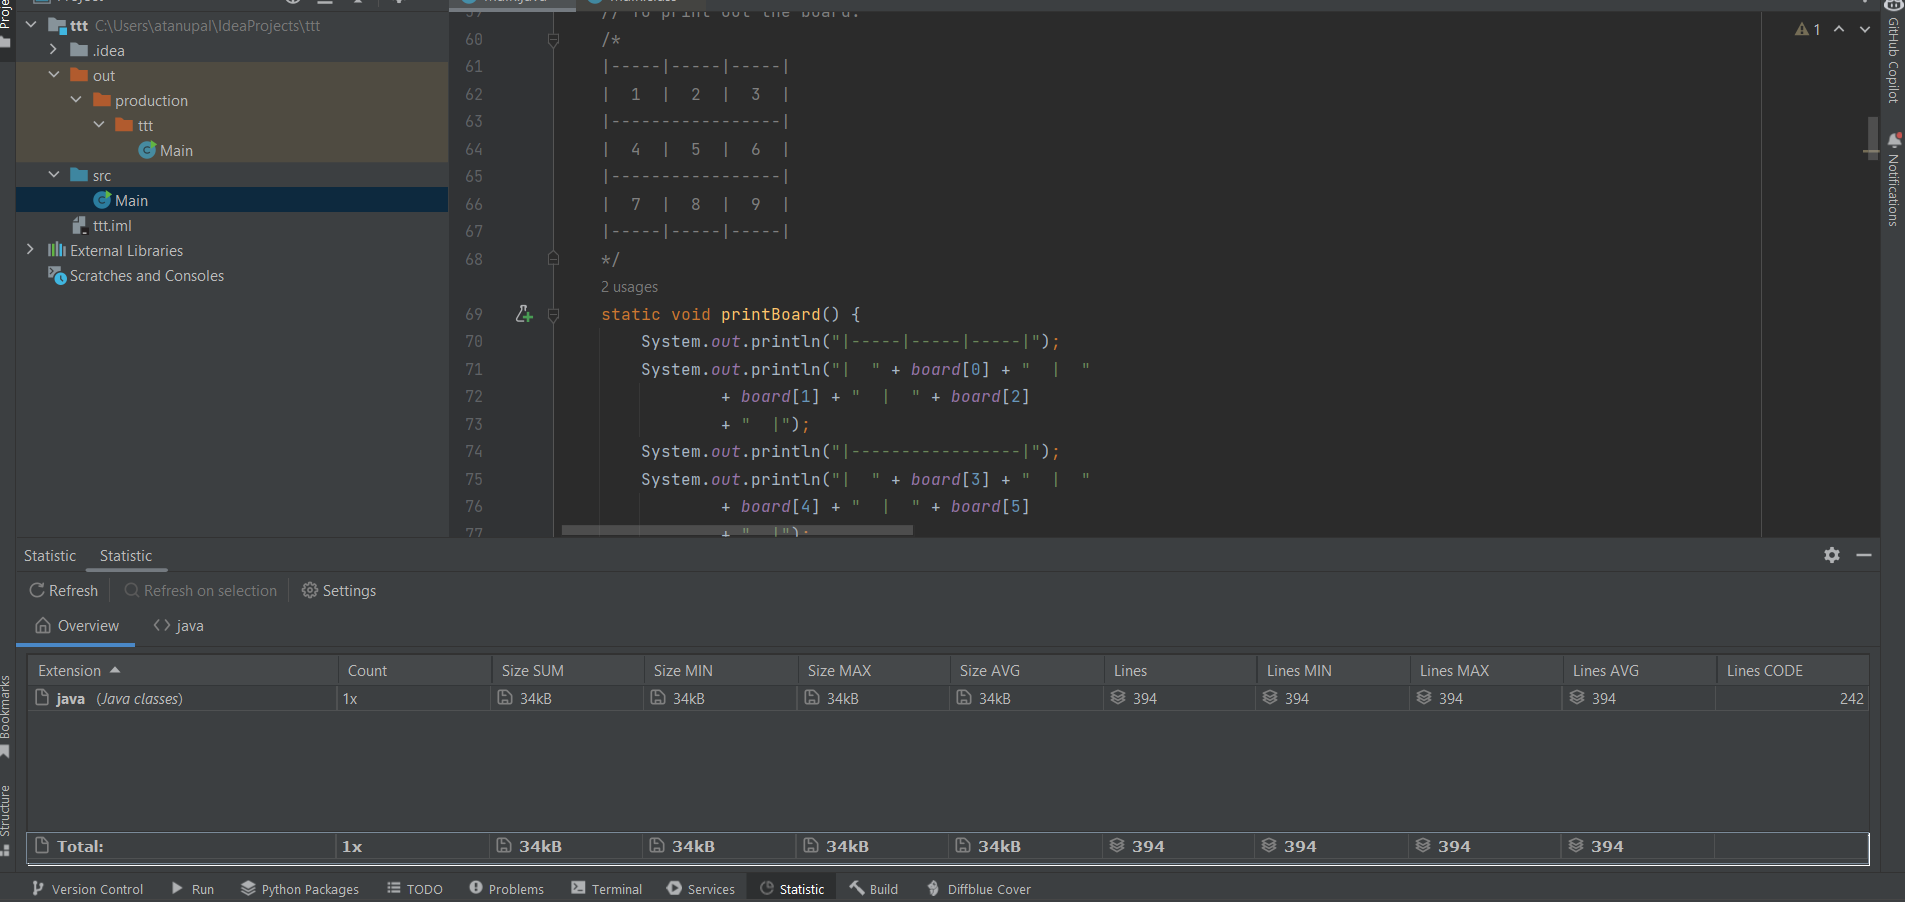 Project
ttt C:\Users\atanupal\IdeaProjects\ttt
.idea
out
production
ttt
Main
src
Main
ttt.iml
External Libraries
Scratches and Consoles
59 // To print out the board.
60 /*
61 |-----|-----|-----|
62 | 1 | 2 | 3 |
63 |-----------------|
64 | 4 | 5 | 6 |
65 |-----------------|
66 | 7 | 8 | 9 |
67 |-----|-----|-----|
68 */
2 usages
69 static void printBoard() {
70 System.out.println("|-----|-----|-----|");
71 System.out.println("|  " + board[0] + "  |  "
72 + board[1] + "  |  " + board[2]
73 + "  |");
74 System.out.println("|-----------------|");
75 System.out.println("|  " + board[3] + "  |  "
76 + board[4] + "  |  " + board[5]
77 + "  |");
1
GitHub Copilot
Notifications
Bookmarks
Structure
Statistic Statistic
Refresh Refresh on selection Settings
Overview java
Extension Count Size SUM Size MIN Size MAX Size AVG Lines Lines MIN Lines MAX Lines AVG Lines CODE
java (Java classes) 1x 34kB 34kB 34kB 34kB 394 394 394 394 242
Total: 1x 34kB 34kB 34kB 34kB 394 394 394 394
Version Control Run Python Packages TODO Problems Terminal Services Statistic Build Diffblue Cover